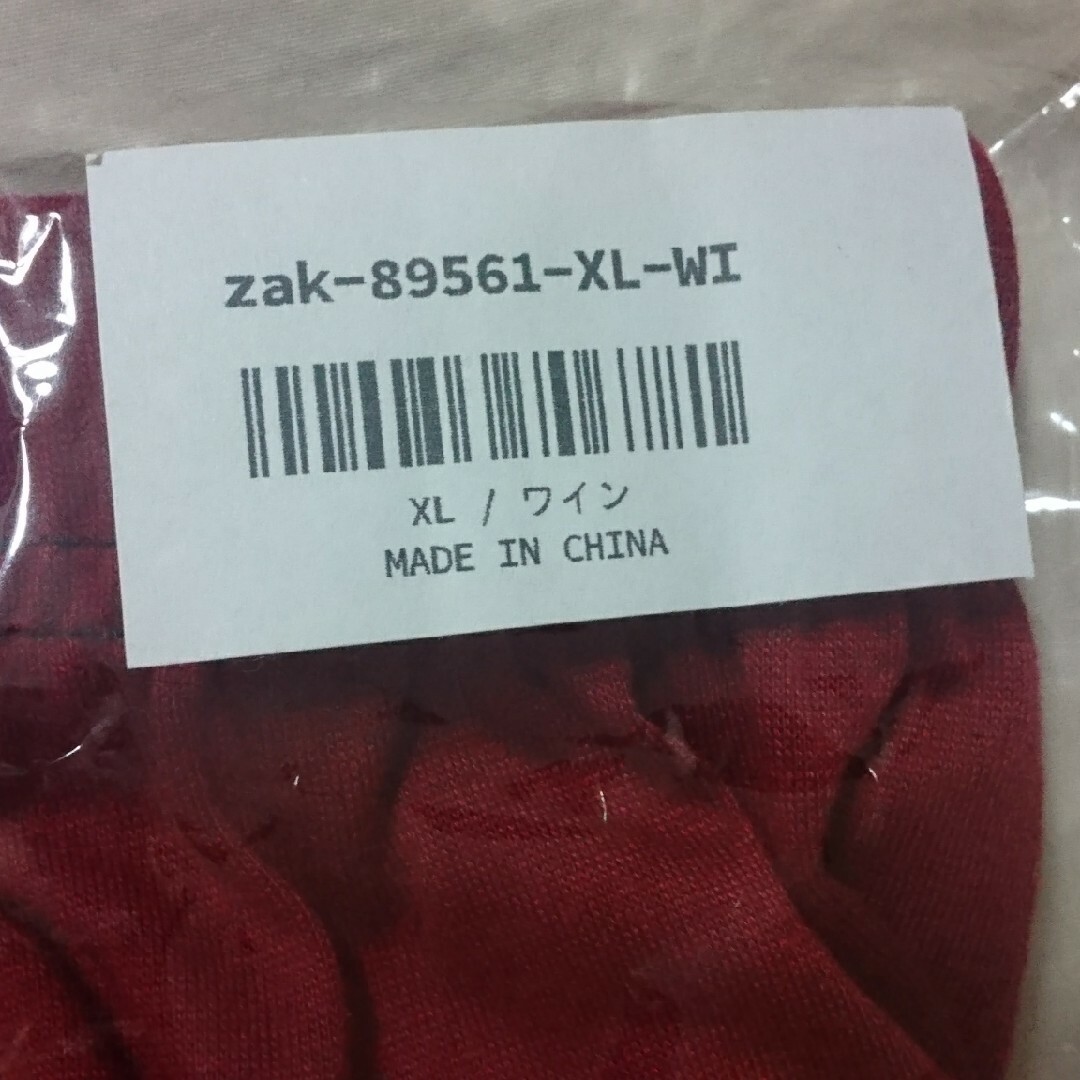 zak-89561-XL-WI
XL / ワイン
MADE IN CHINA